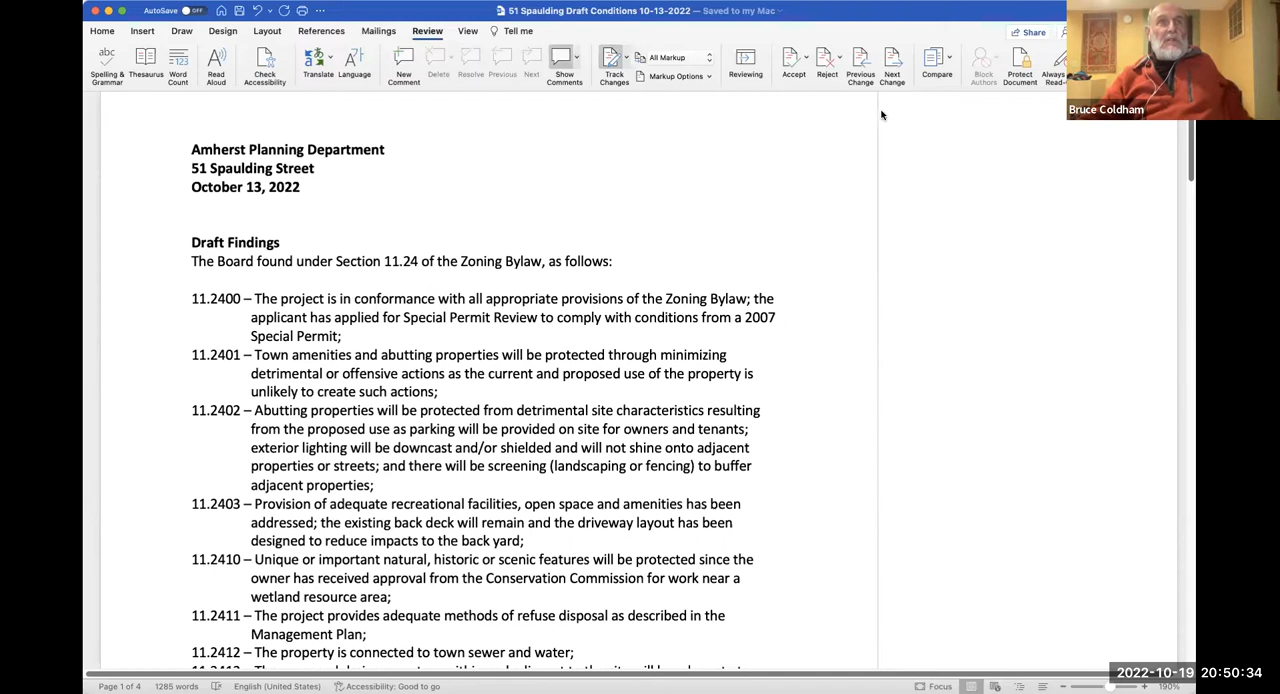 AutoSave OFF
51 Spaulding Draft Conditions 10-13-2022 — Saved to my Mac
Home Insert Draw Design Layout References Mailings Review View Tell me Share
Spelling & Grammar Thesaurus Word Count Read Aloud Check Accessibility Translate Language New Comment Delete Resolve Previous Next Show Comments Track Changes All Markup Markup Options Reviewing Accept Reject Previous Change Next Change Compare Block Authors Protect Document Always Read-
Bruce Coldham
Amherst Planning Department
51 Spaulding Street
October 13, 2022
Draft Findings
The Board found under Section 11.24 of the Zoning Bylaw, as follows:
11.2400 – The project is in conformance with all appropriate provisions of the Zoning Bylaw; the
applicant has applied for Special Permit Review to comply with conditions from a 2007
Special Permit;
11.2401 – Town amenities and abutting properties will be protected through minimizing
detrimental or offensive actions as the current and proposed use of the property is
unlikely to create such actions;
11.2402 – Abutting properties will be protected from detrimental site characteristics resulting
from the proposed use as parking will be provided on site for owners and tenants;
exterior lighting will be downcast and/or shielded and will not shine onto adjacent
properties or streets; and there will be screening (landscaping or fencing) to buffer
adjacent properties;
11.2403 – Provision of adequate recreational facilities, open space and amenities has been
addressed; the existing back deck will remain and the driveway layout has been
designed to reduce impacts to the back yard;
11.2410 – Unique or important natural, historic or scenic features will be protected since the
owner has received approval from the Conservation Commission for work near a
wetland resource area;
11.2411 – The project provides adequate methods of refuse disposal as described in the
Management Plan;
11.2412 – The property is connected to town sewer and water;
Page 1 of 4 1285 words English (United States) Accessibility: Good to go Focus 190%
2022-10-19 20:50:34